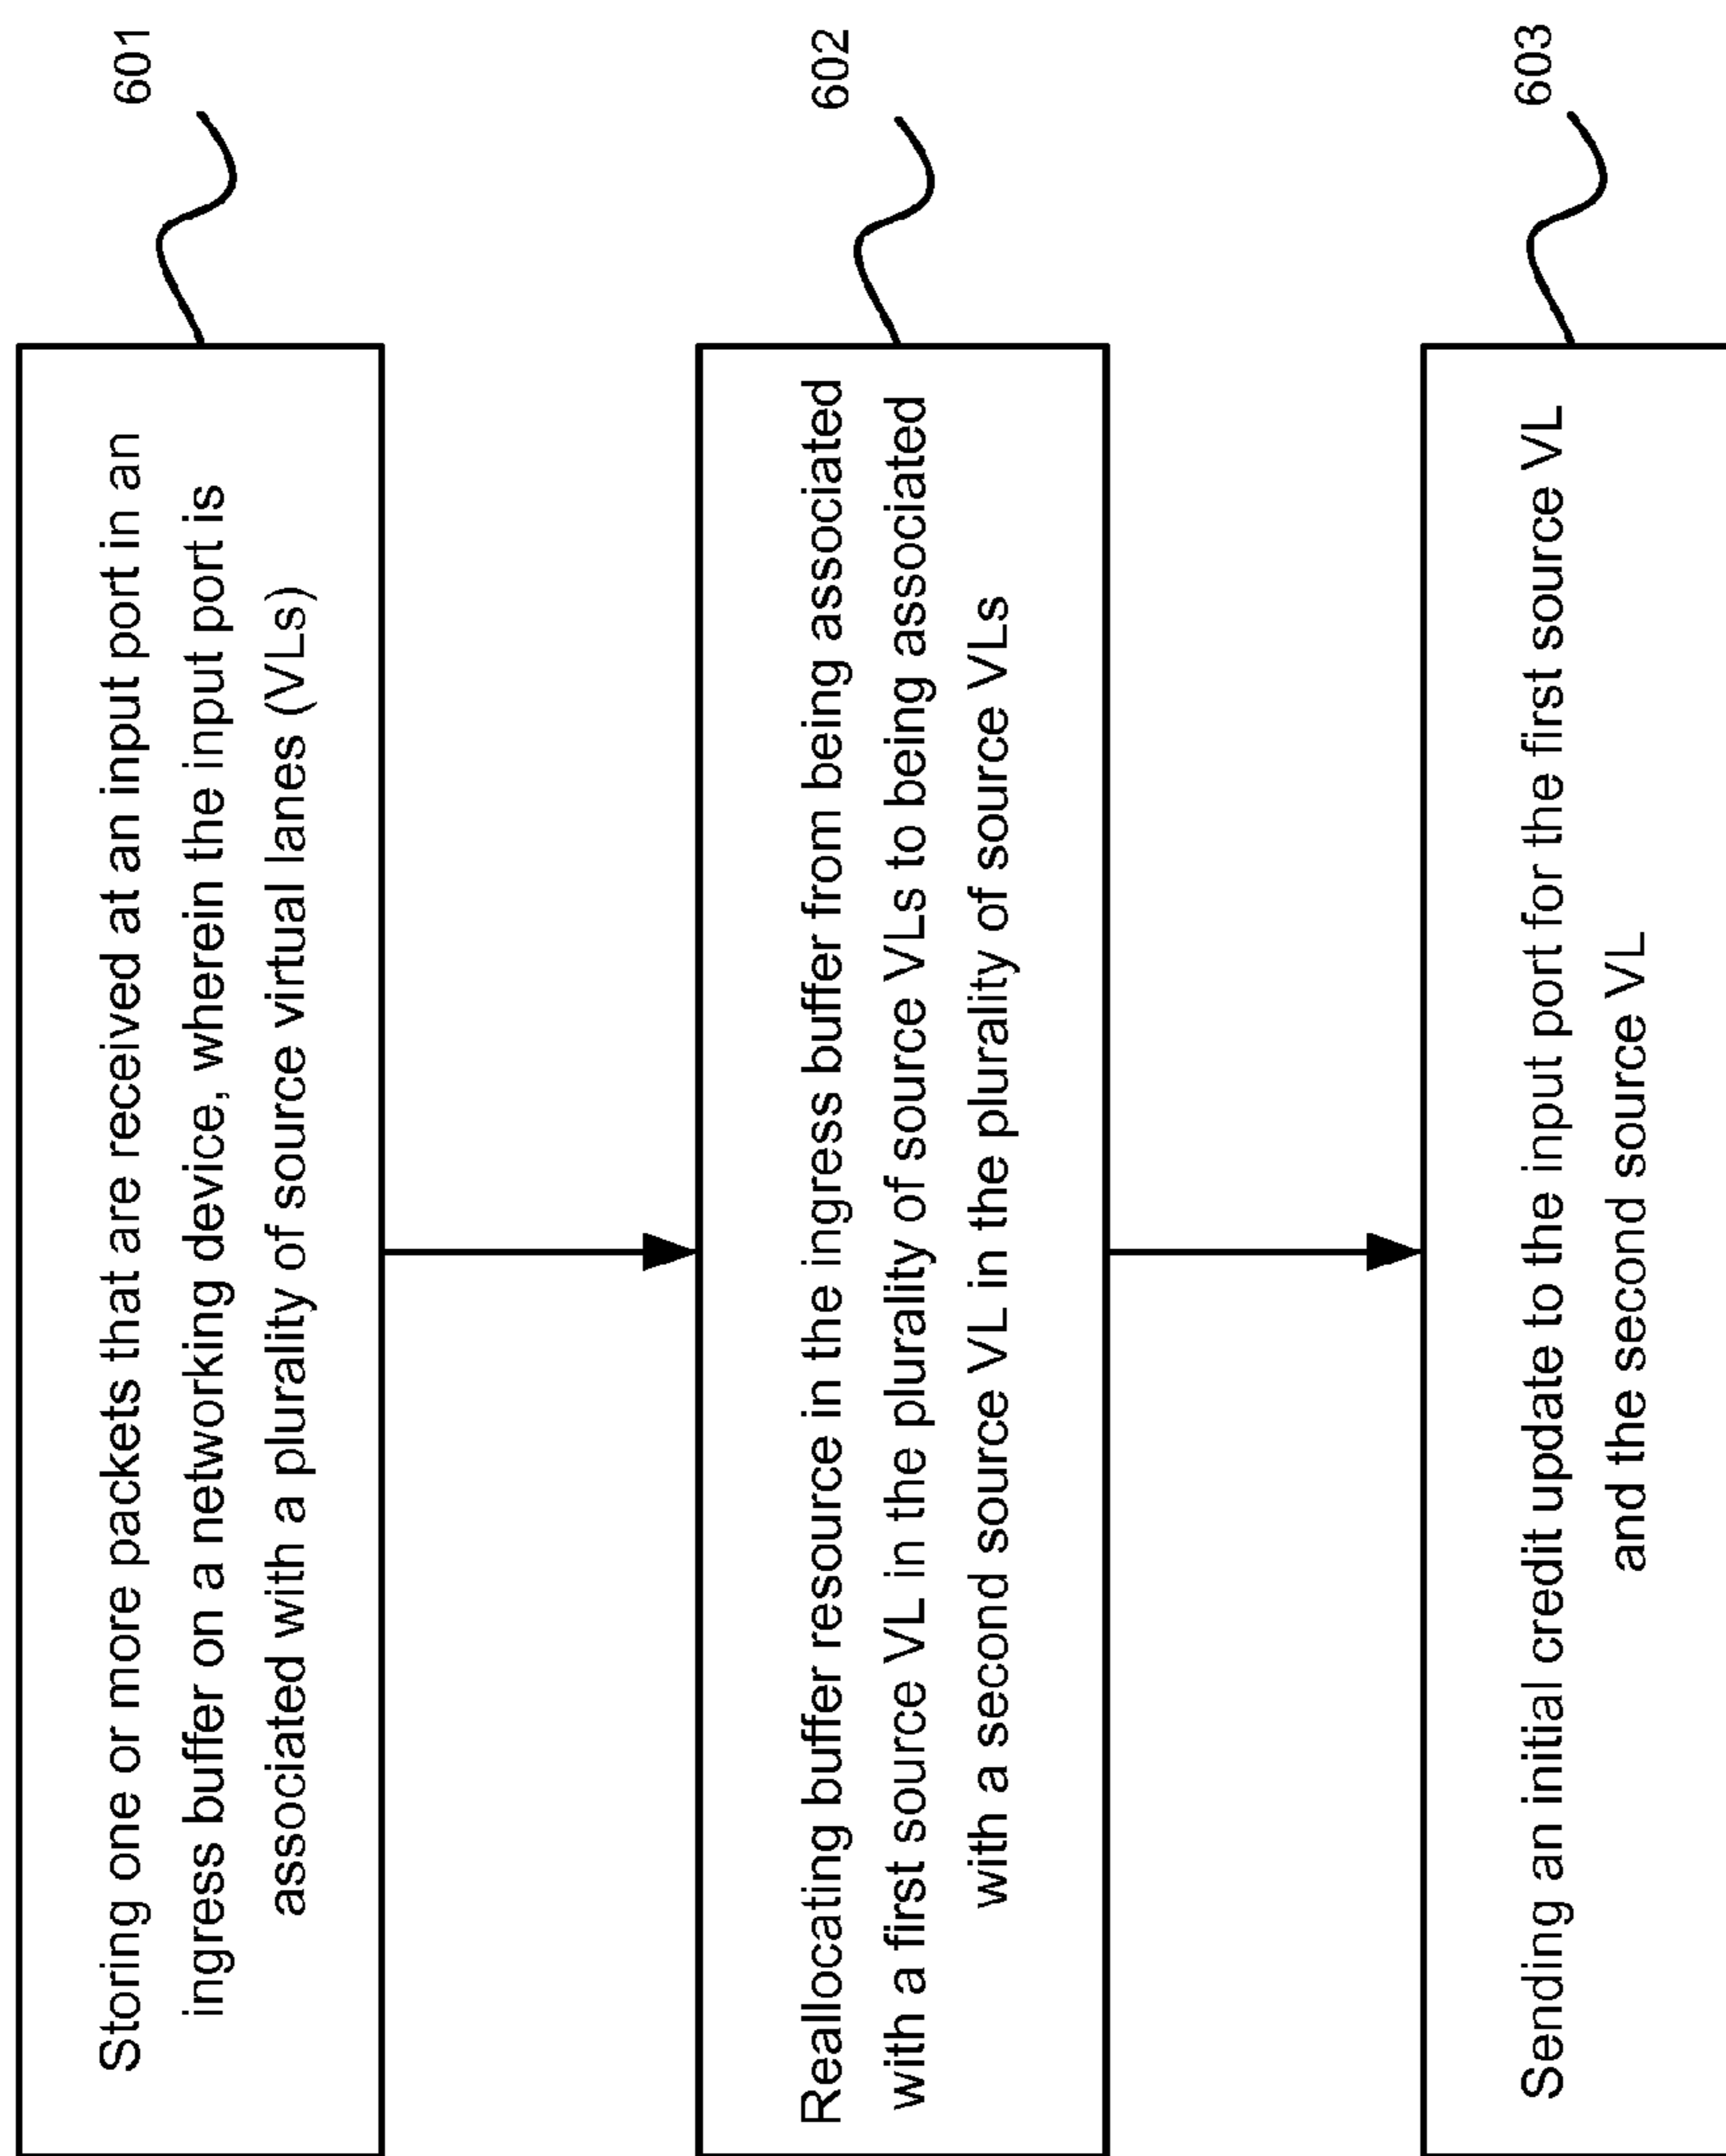 Storing one or more packets that are received at an input port in an
ingress buffer on a networking device, wherein the input port is
associated with a plurality of source virtual lanes (VLs)
601
Reallocating buffer resource in the ingress buffer from being associated
with a first source VL in the plurality of source VLs to being associated
with a second source VL in the plurality of source VLs
602
Sending an initial credit update to the input port for the first source VL
and the second source VL
603